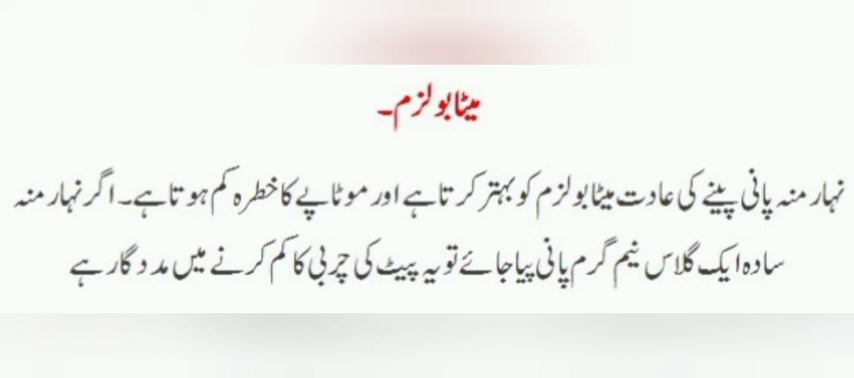 میٹابولزم۔
نہار منہ پانی پینے کی عادت میٹابولزم کو بہتر کرتا ہے اور موٹاپے کا خطرہ کم ہوتا ہے۔ اگر نہار منہ
سادہ ایک گلاس نیم گرم پانی پیا جائے تو یہ پیٹ کی چربی کا کم کرنے میں مددگار ہے